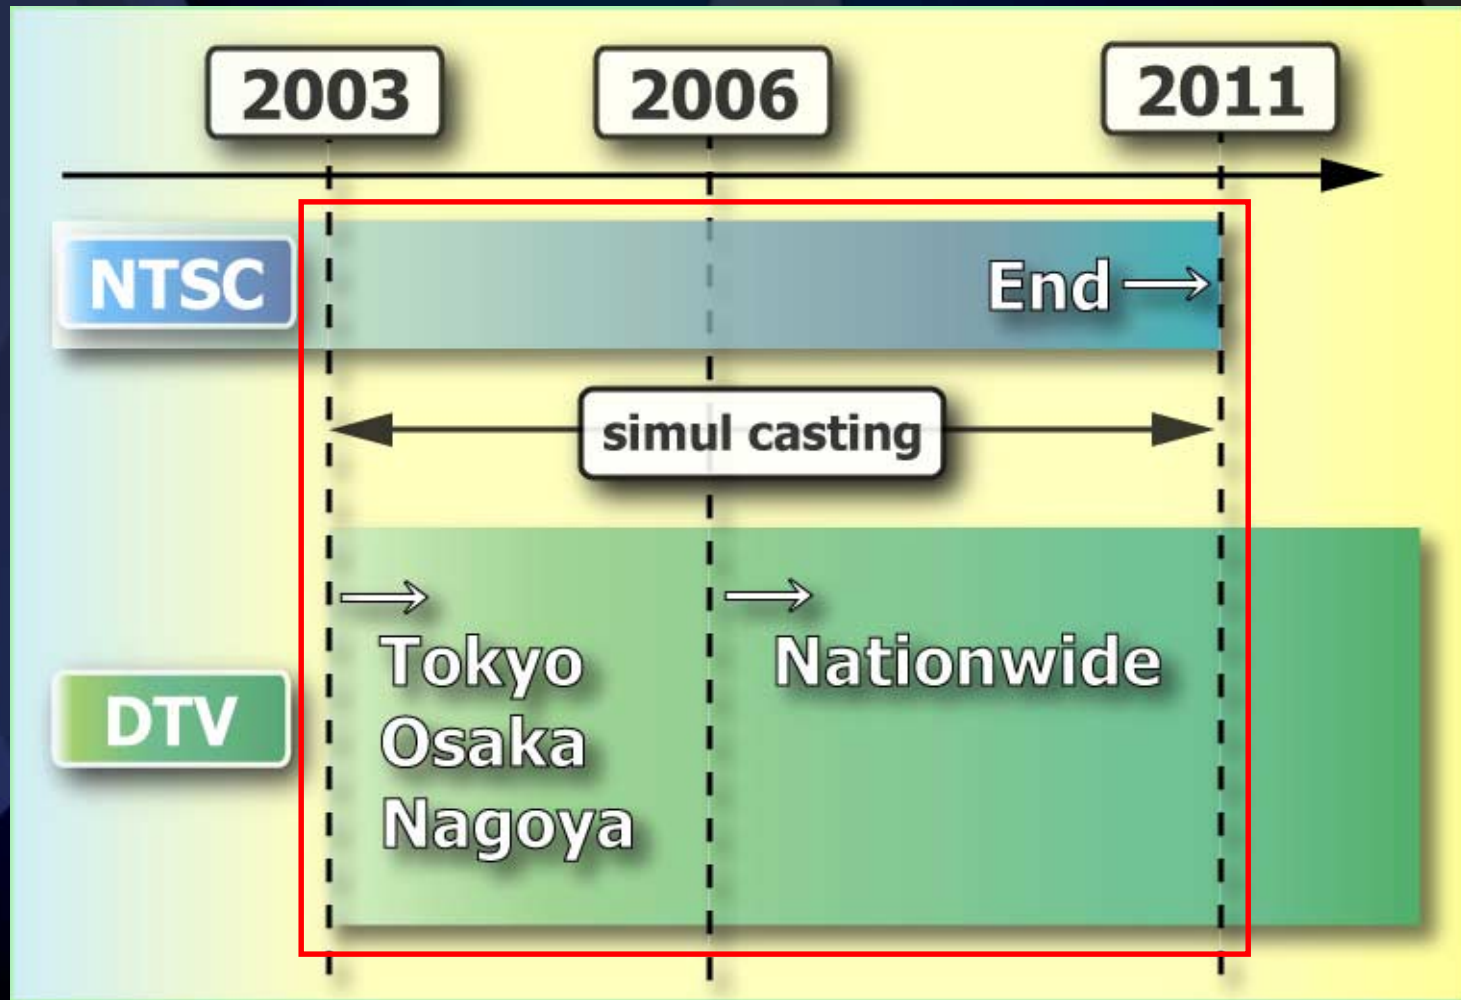 2003
2006
2011
NTSC
End
simul casting
DTV
Tokyo
Osaka
Nagoya
Nationwide